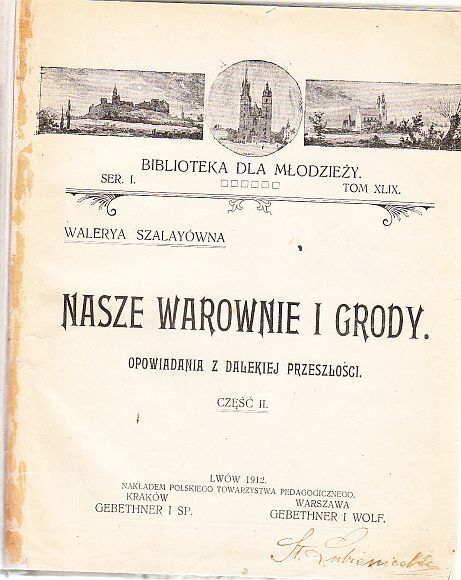 BIBLIOTEKA DLA MŁODZIEŻY.
SER. I. TOM XLIX.
WALERYA SZALAYÓWNA
NASZE WAROWNIE I GRODY.
OPOWIADANIA Z DALEKIEJ PRZESZŁOŚCI.
CZĘŚĆ II.
LWÓW 1912.
NAKŁADEM POLSKIEGO TOWARZYSTWA PEDAGOGICZNEGO.
KRAKÓW WARSZAWA
GEBETHNER I SP. GEBETHNER I WOLF.
St.